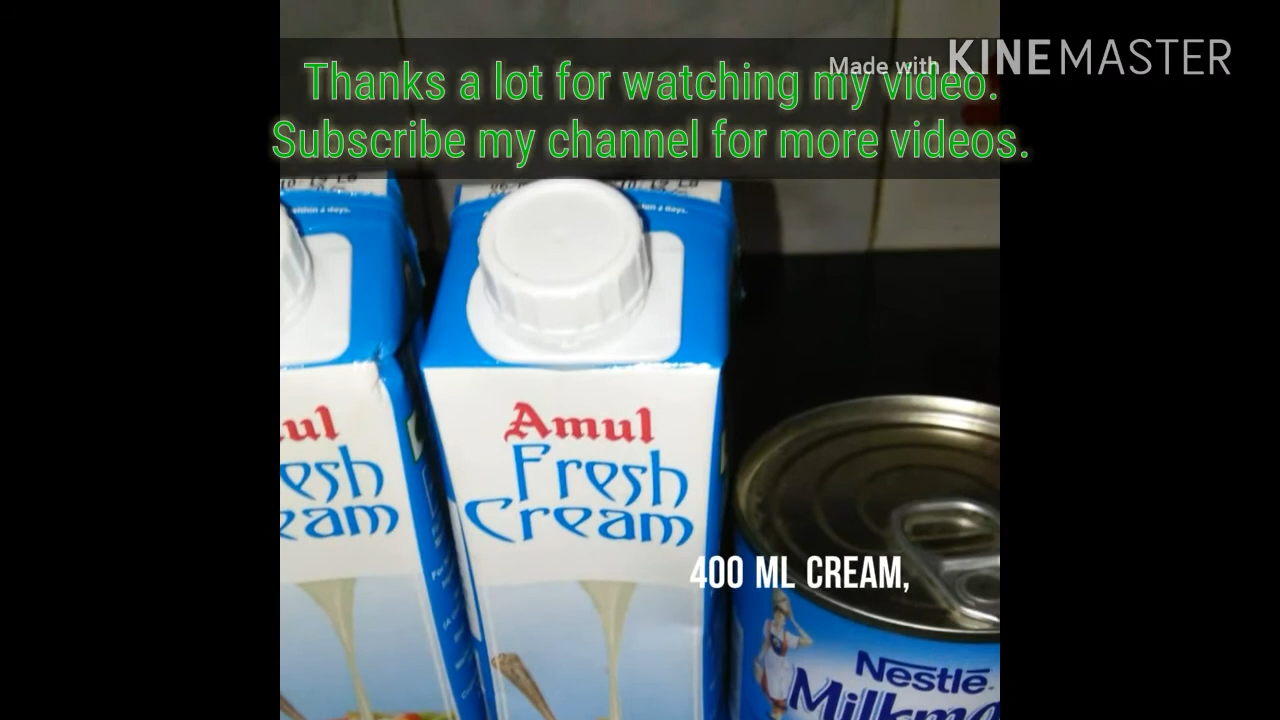 Made with KINEMASTER
Thanks a lot for watching my video.
Subscribe my channel for more videos.
Amul
Fresh
Cream
400 ML CREAM,
Nestlé